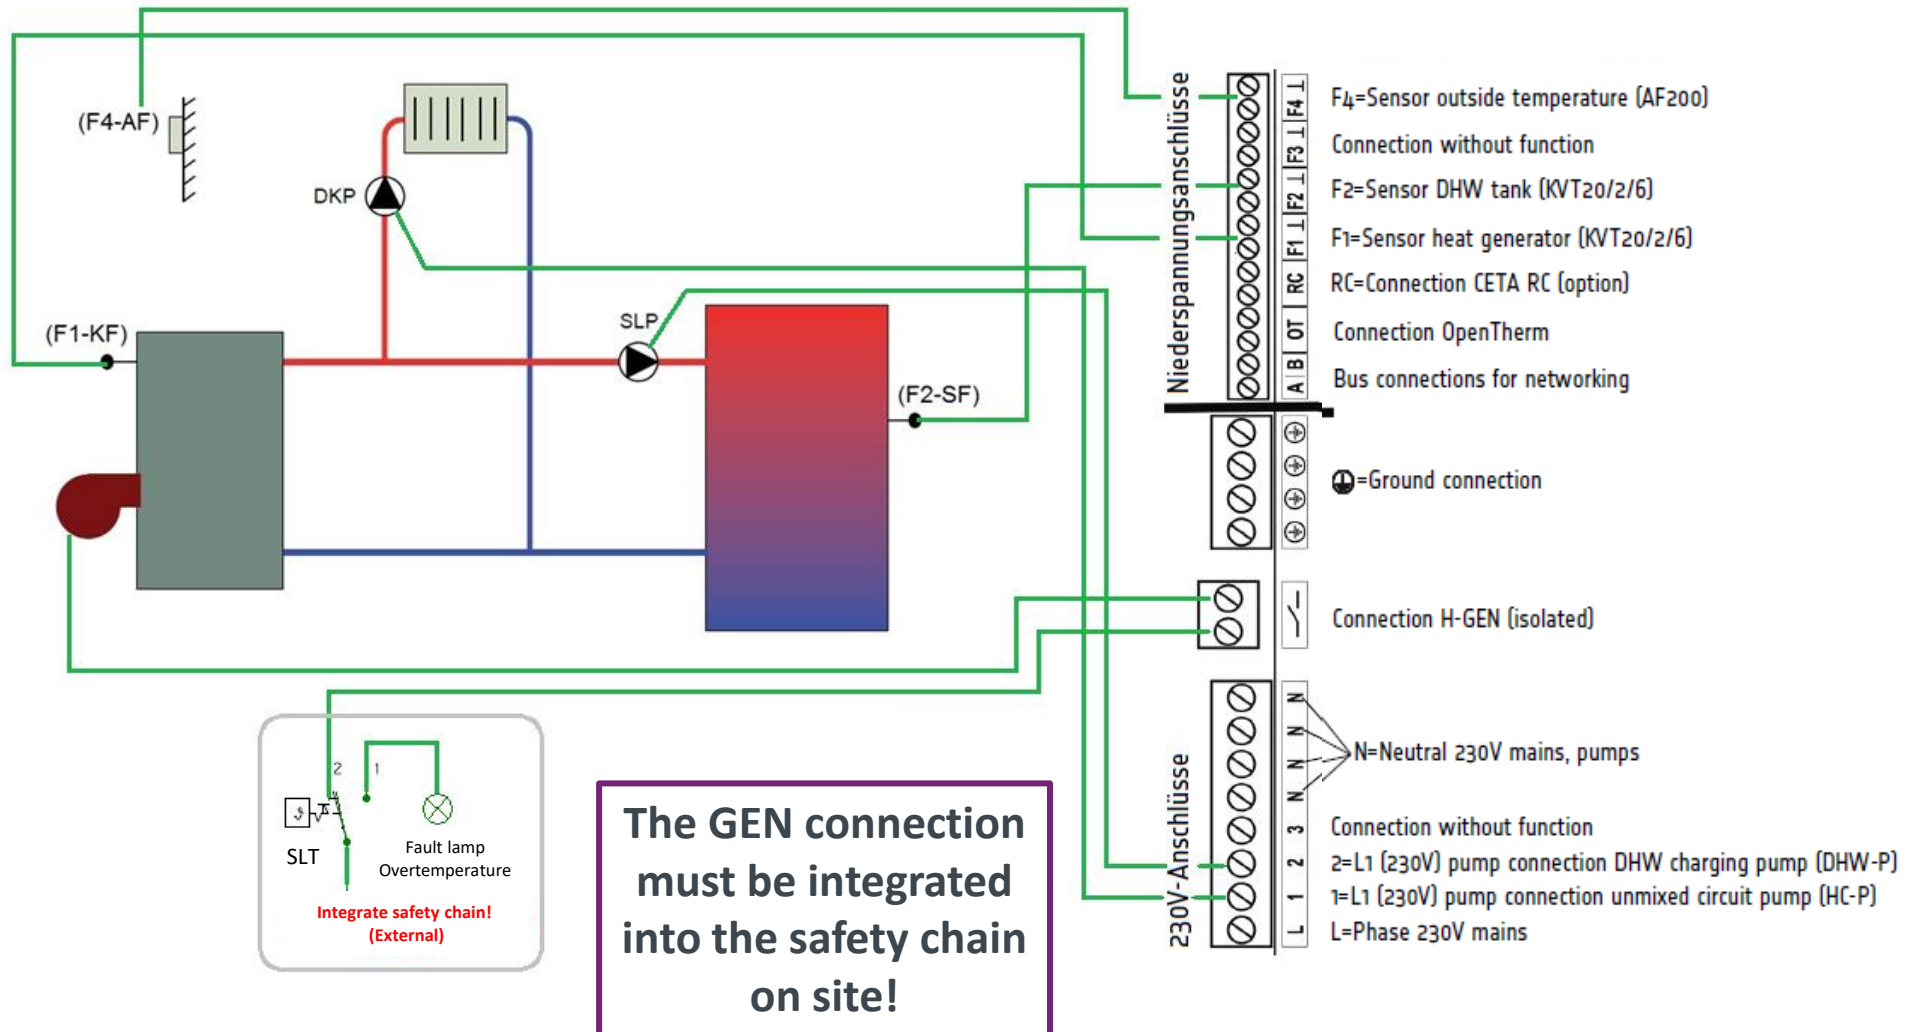 (F4-AF)
DKP
(F1-KF)
SLP
(F2-SF)
2
1
SLT
Fault lamp
Overtemperature
Integrate safety chain!
(External)
The GEN connection
must be integrated
into the safety chain
on site!
Niederspannungsanschlüsse
F4 ⊥
F3 ⊥
F2 ⊥
F1 ⊥
RC
OT
A B
F4=Sensor outside temperature (AF200)
Connection without function
F2=Sensor DHW tank (KVT20/2/6)
F1=Sensor heat generator (KVT20/2/6)
RC=Connection CETA RC (option)
Connection OpenTherm
Bus connections for networking
=Ground connection
Connection H-GEN (isolated)
230V-Anschlüsse
N
N
N
N
3
2
1
L
N=Neutral 230V mains, pumps
Connection without function
2=L1 (230V) pump connection DHW charging pump (DHW-P)
1=L1 (230V) pump connection unmixed circuit pump (HC-P)
L=Phase 230V mains